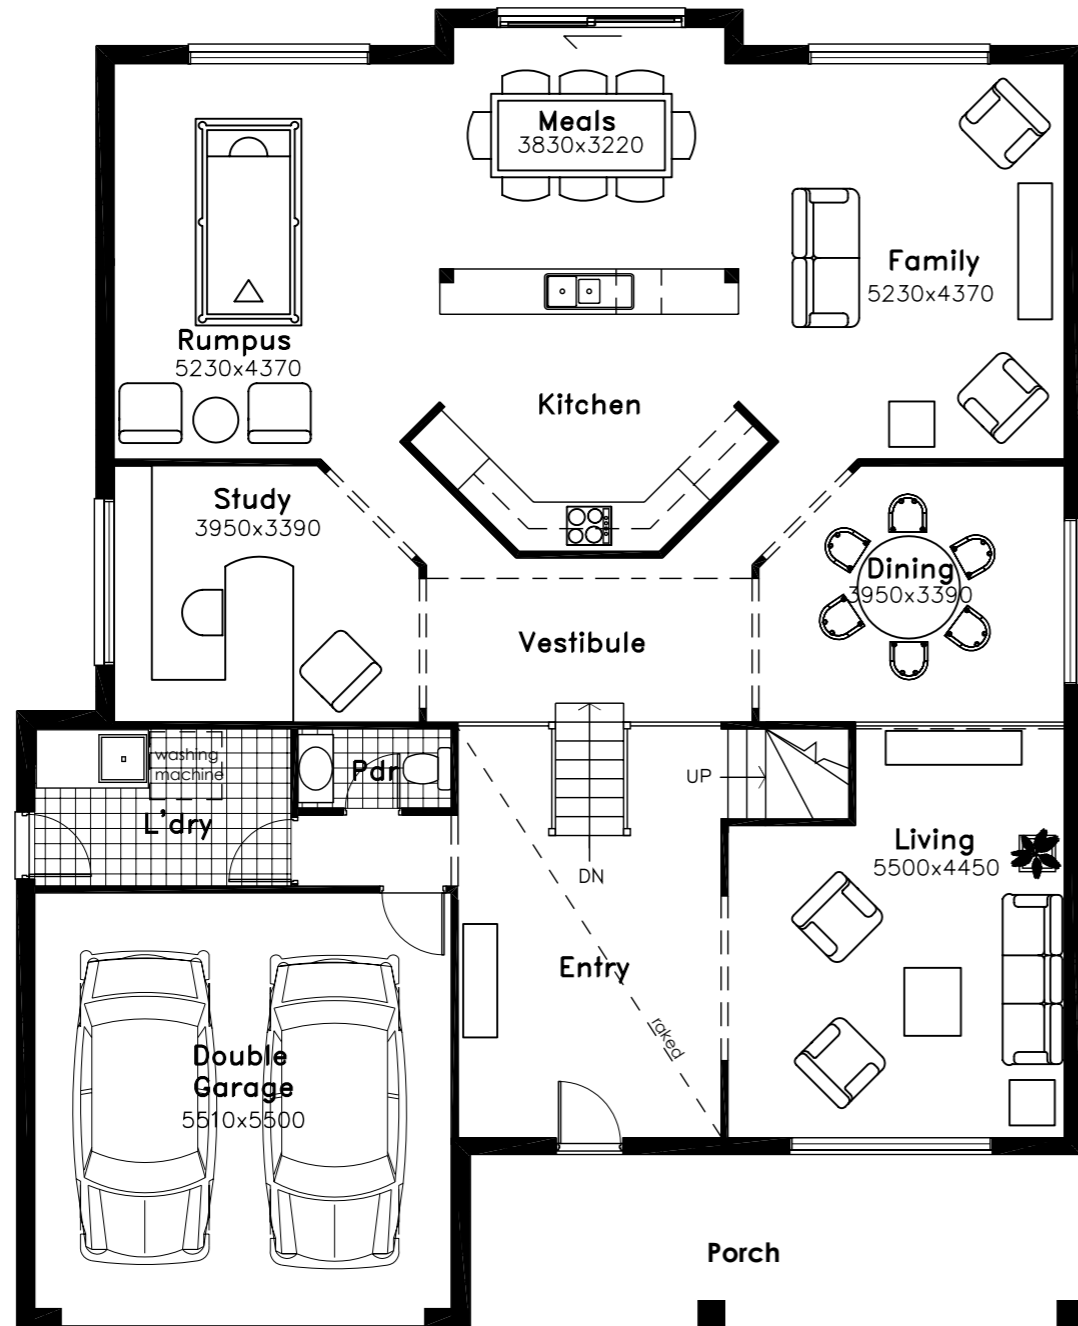 Meals
3830x3220
Family
5230x4370
Rumpus
5230x4370
Kitchen
Study
3950x3390
Dining
3950x3390
Vestibule
washing
machine
Pdr
UP
L'dry
Living
5500x4450
DN
Entry
raked
Double
Garage
5510x5500
Porch